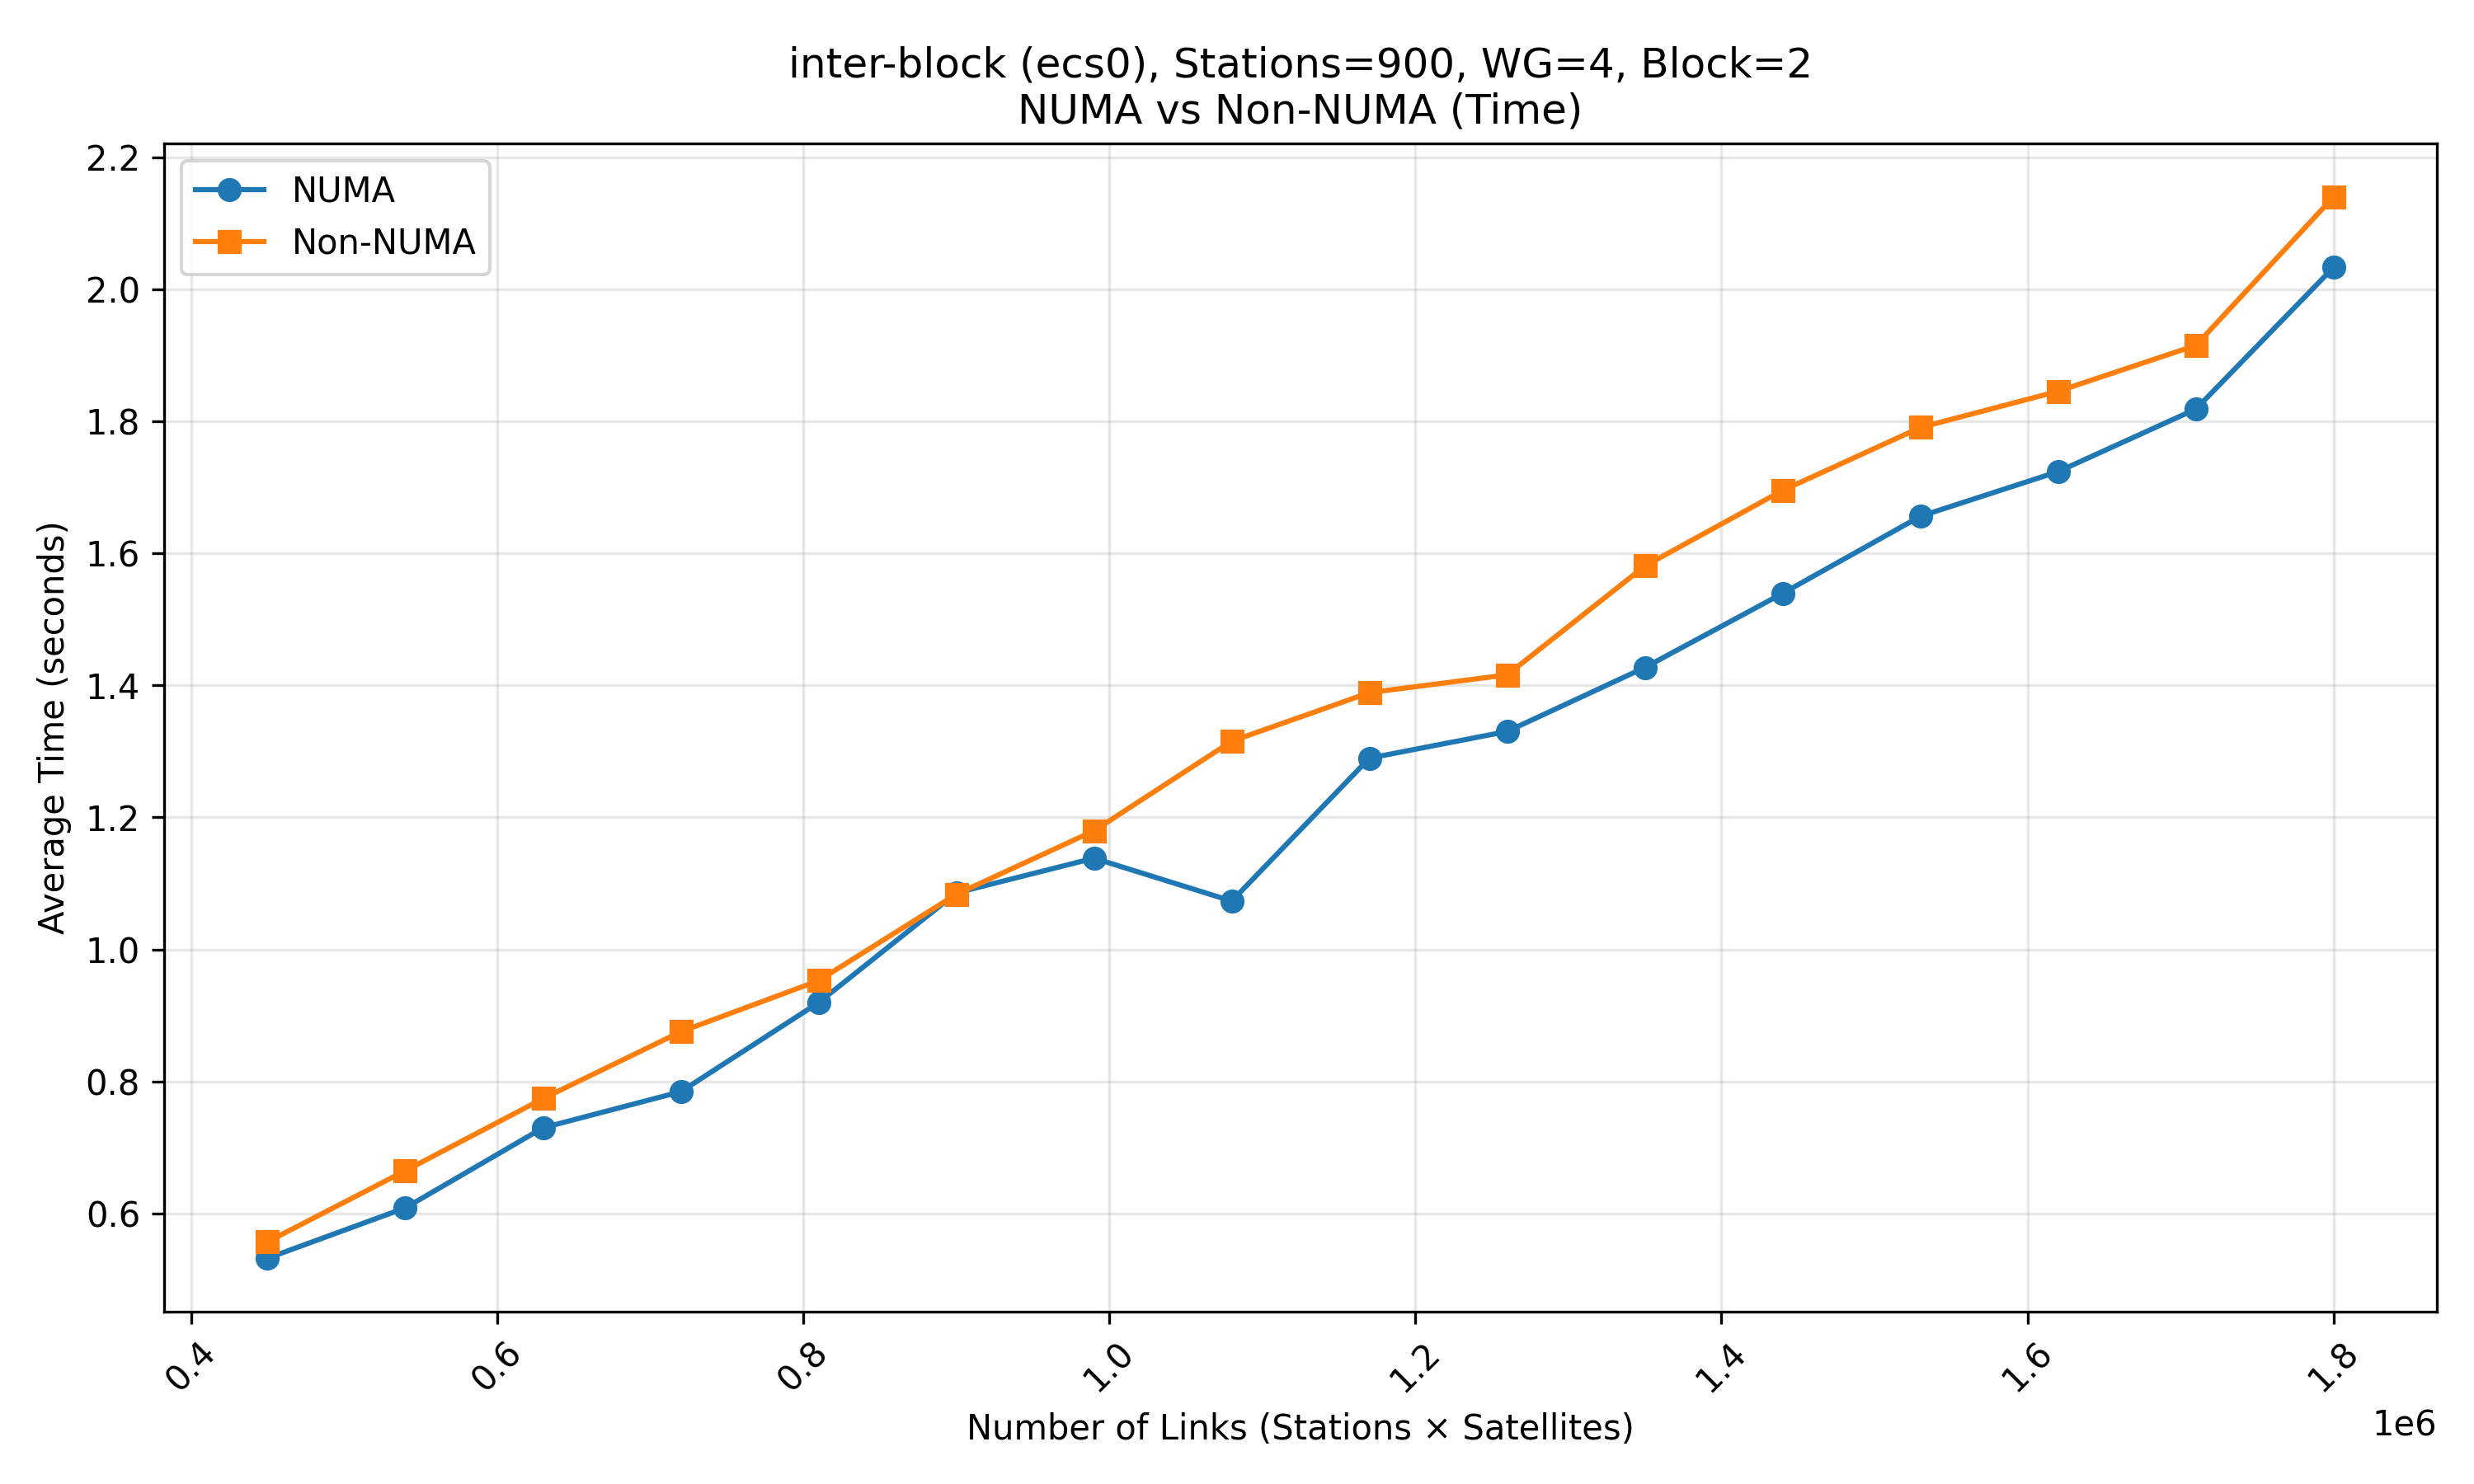 inter-block (ecs0), Stations=900, WG=4, Block=2
NUMA vs Non-NUMA (Time)
NUMA
Non-NUMA
Average Time (seconds)
2.2
2.0
1.8
1.6
1.4
1.2
1.0
0.8
0.6
0.4
0.6
0.8
1.0
1.2
1.4
1.6
1.8
1e6
Number of Links (Stations × Satellites)